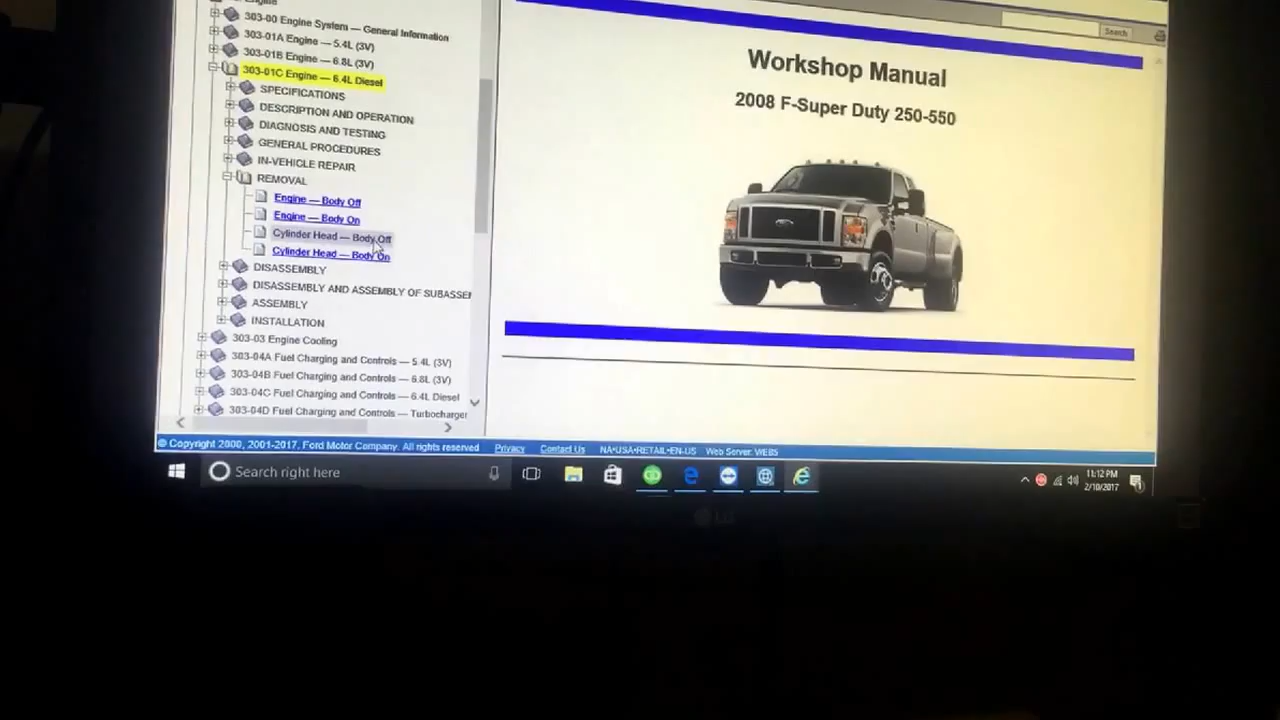 303-00 Engine System — General Information
303-01A Engine — 5.4L (3V)
303-01B Engine — 6.8L (3V)
303-01C Engine — 6.4L Diesel
SPECIFICATIONS
DESCRIPTION AND OPERATION
DIAGNOSIS AND TESTING
GENERAL PROCEDURES
IN-VEHICLE REPAIR
REMOVAL
Engine — Body Off
Engine — Body On
Cylinder Head — Body Off
Cylinder Head — Body On
DISASSEMBLY
DISASSEMBLY AND ASSEMBLY OF SUBASSEM
ASSEMBLY
INSTALLATION
303-03 Engine Cooling
303-04A Fuel Charging and Controls — 5.4L (3V)
303-04B Fuel Charging and Controls — 6.8L (3V)
303-04C Fuel Charging and Controls — 6.4L Diesel
303-04D Fuel Charging and Controls — Turbocharger
Search
Workshop Manual
2008 F-Super Duty 250-550
© Copyright 2000, 2001-2017, Ford Motor Company. All rights reserved Privacy Contact Us NA•USA•RETAIL•EN-US Web Server: WEB5
Search right here
11:12 PM
2/10/2017
LG